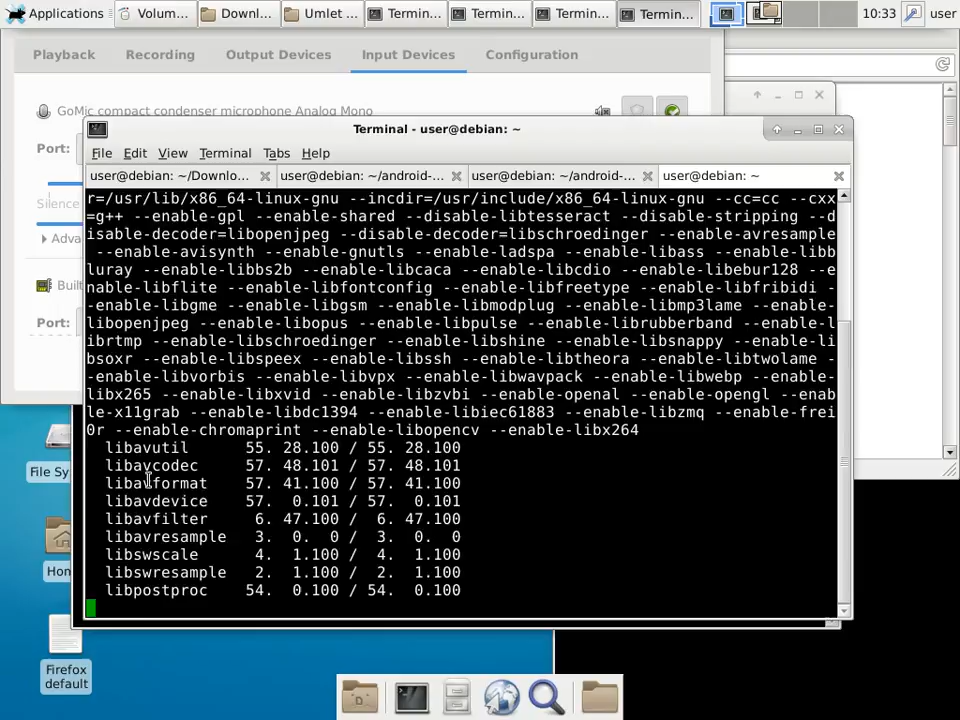 Applications
Volum...
Downl...
Umlet ...
Termin...
Termin...
Termin...
Termin...
10:33
user
Playback
Recording
Output Devices
Input Devices
Configuration
GoMic compact condenser microphone Analog Mono
Port:
Silence
Adva
Built
Port:
Terminal - user@debian: ~
File Edit View Terminal Tabs Help
user@debian: ~/Downlo...
user@debian: ~/android-...
user@debian: ~/android-...
user@debian: ~
r=/usr/lib/x86_64-linux-gnu --incdir=/usr/include/x86_64-linux-gnu --cc=cc --cxx
=g++ --enable-gpl --enable-shared --disable-libtesseract --disable-stripping --d
isable-decoder=libopenjpeg --disable-decoder=libschroedinger --enable-avresample
--enable-avisynth --enable-gnutls --enable-ladspa --enable-libass --enable-libb
luray --enable-libbs2b --enable-libcaca --enable-libcdio --enable-libebur128 --e
nable-libflite --enable-libfontconfig --enable-libfreetype --enable-libfribidi -
-enable-libgme --enable-libgsm --enable-libmodplug --enable-libmp3lame --enable-
libopenjpeg --enable-libopus --enable-libpulse --enable-librubberband --enable-l
ibrtmp --enable-libschroedinger --enable-libshine --enable-libsnappy --enable-li
bsoxr --enable-libspeex --enable-libssh --enable-libtheora --enable-libtwolame -
-enable-libvorbis --enable-libvpx --enable-libwavpack --enable-libwebp --enable-
libx265 --enable-libxvid --enable-libzvbi --enable-openal --enable-opengl --enab
le-x11grab --enable-libdc1394 --enable-libiec61883 --enable-libzmq --enable-frei
0r --enable-chromaprint --enable-libopencv --enable-libx264
libavutil 55. 28.100 / 55. 28.100
libavcodec 57. 48.101 / 57. 48.101
libavformat 57. 41.100 / 57. 41.100
libavdevice 57. 0.101 / 57. 0.101
libavfilter 6. 47.100 / 6. 47.100
libavresample 3. 0. 0 / 3. 0. 0
libswscale 4. 1.100 / 4. 1.100
libswresample 2. 1.100 / 2. 1.100
libpostproc 54. 0.100 / 54. 0.100
File Sy
Hon
Firefox
default